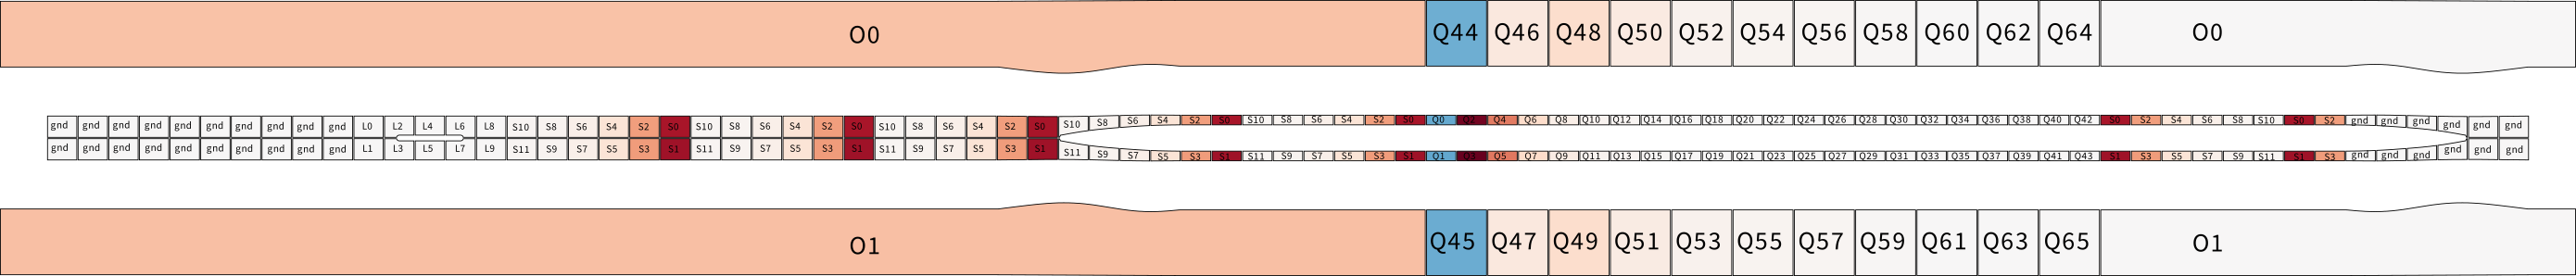 O0 Q44 Q46 Q48 Q50 Q52 Q54 Q56 Q58 Q60 Q62 Q64 O0
gnd gnd gnd gnd gnd gnd gnd gnd gnd gnd L0 L2 L4 L6 L8 S10 S8 S6 S4 S2 S0 S10 S8 S6 S4 S2 S0 S10 S8 S6 S4 S2 S0 S10 S8 S6 S4 S2 S0 S10 S8 S6 S4 S2 S0 Q0 Q2 Q4 Q6 Q8 Q10 Q12 Q14 Q16 Q18 Q20 Q22 Q24 Q26 Q28 Q30 Q32 Q34 Q36 Q38 Q40 Q42 S0 S2 S4 S6 S8 S10 S0 S2 gnd gnd gnd gnd gnd gnd
gnd gnd gnd gnd gnd gnd gnd gnd gnd gnd L1 L3 L5 L7 L9 S11 S9 S7 S5 S3 S1 S11 S9 S7 S5 S3 S1 S11 S9 S7 S5 S3 S1 S11 S9 S7 S5 S3 S1 S11 S9 S7 S5 S3 S1 Q1 Q3 Q5 Q7 Q9 Q11 Q13 Q15 Q17 Q19 Q21 Q23 Q25 Q27 Q29 Q31 Q33 Q35 Q37 Q39 Q41 Q43 S1 S3 S5 S7 S9 S11 S1 S3 gnd gnd gnd gnd gnd gnd
O1 Q45 Q47 Q49 Q51 Q53 Q55 Q57 Q59 Q61 Q63 Q65 O1